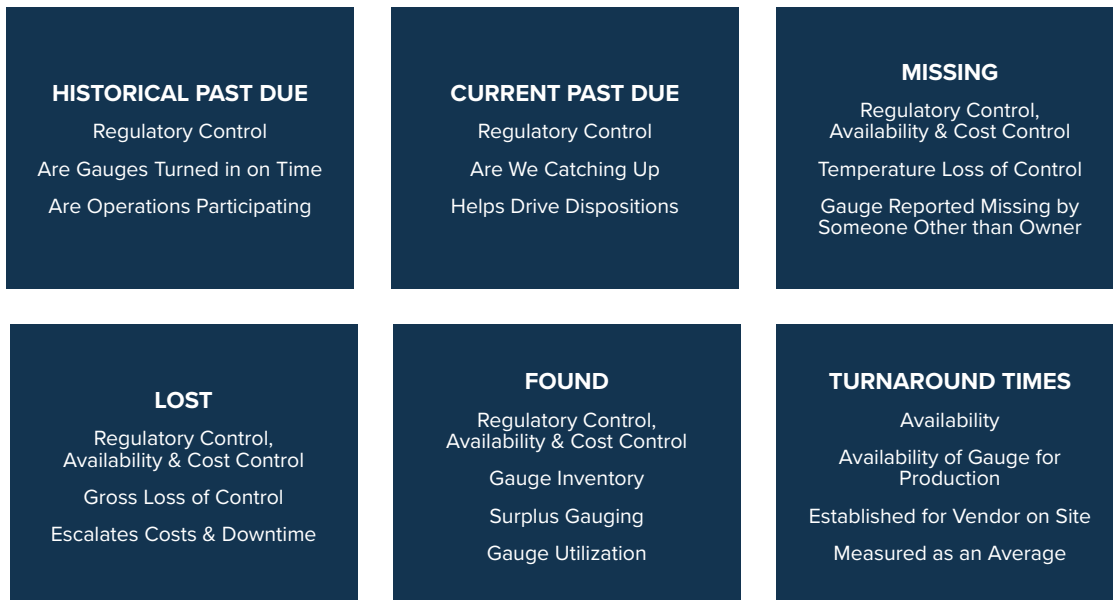 HISTORICAL PAST DUE
Regulatory Control
Are Gauges Turned in on Time
Are Operations Participating
CURRENT PAST DUE
Regulatory Control
Are We Catching Up
Helps Drive Dispositions
MISSING
Regulatory Control,
Availability & Cost Control
Temperature Loss of Control
Gauge Reported Missing by
Someone Other than Owner
LOST
Regulatory Control,
Availability & Cost Control
Gross Loss of Control
Escalates Costs & Downtime
FOUND
Regulatory Control,
Availability & Cost Control
Gauge Inventory
Surplus Gauging
Gauge Utilization
TURNAROUND TIMES
Availability
Availability of Gauge for
Production
Established for Vendor on Site
Measured as an Average